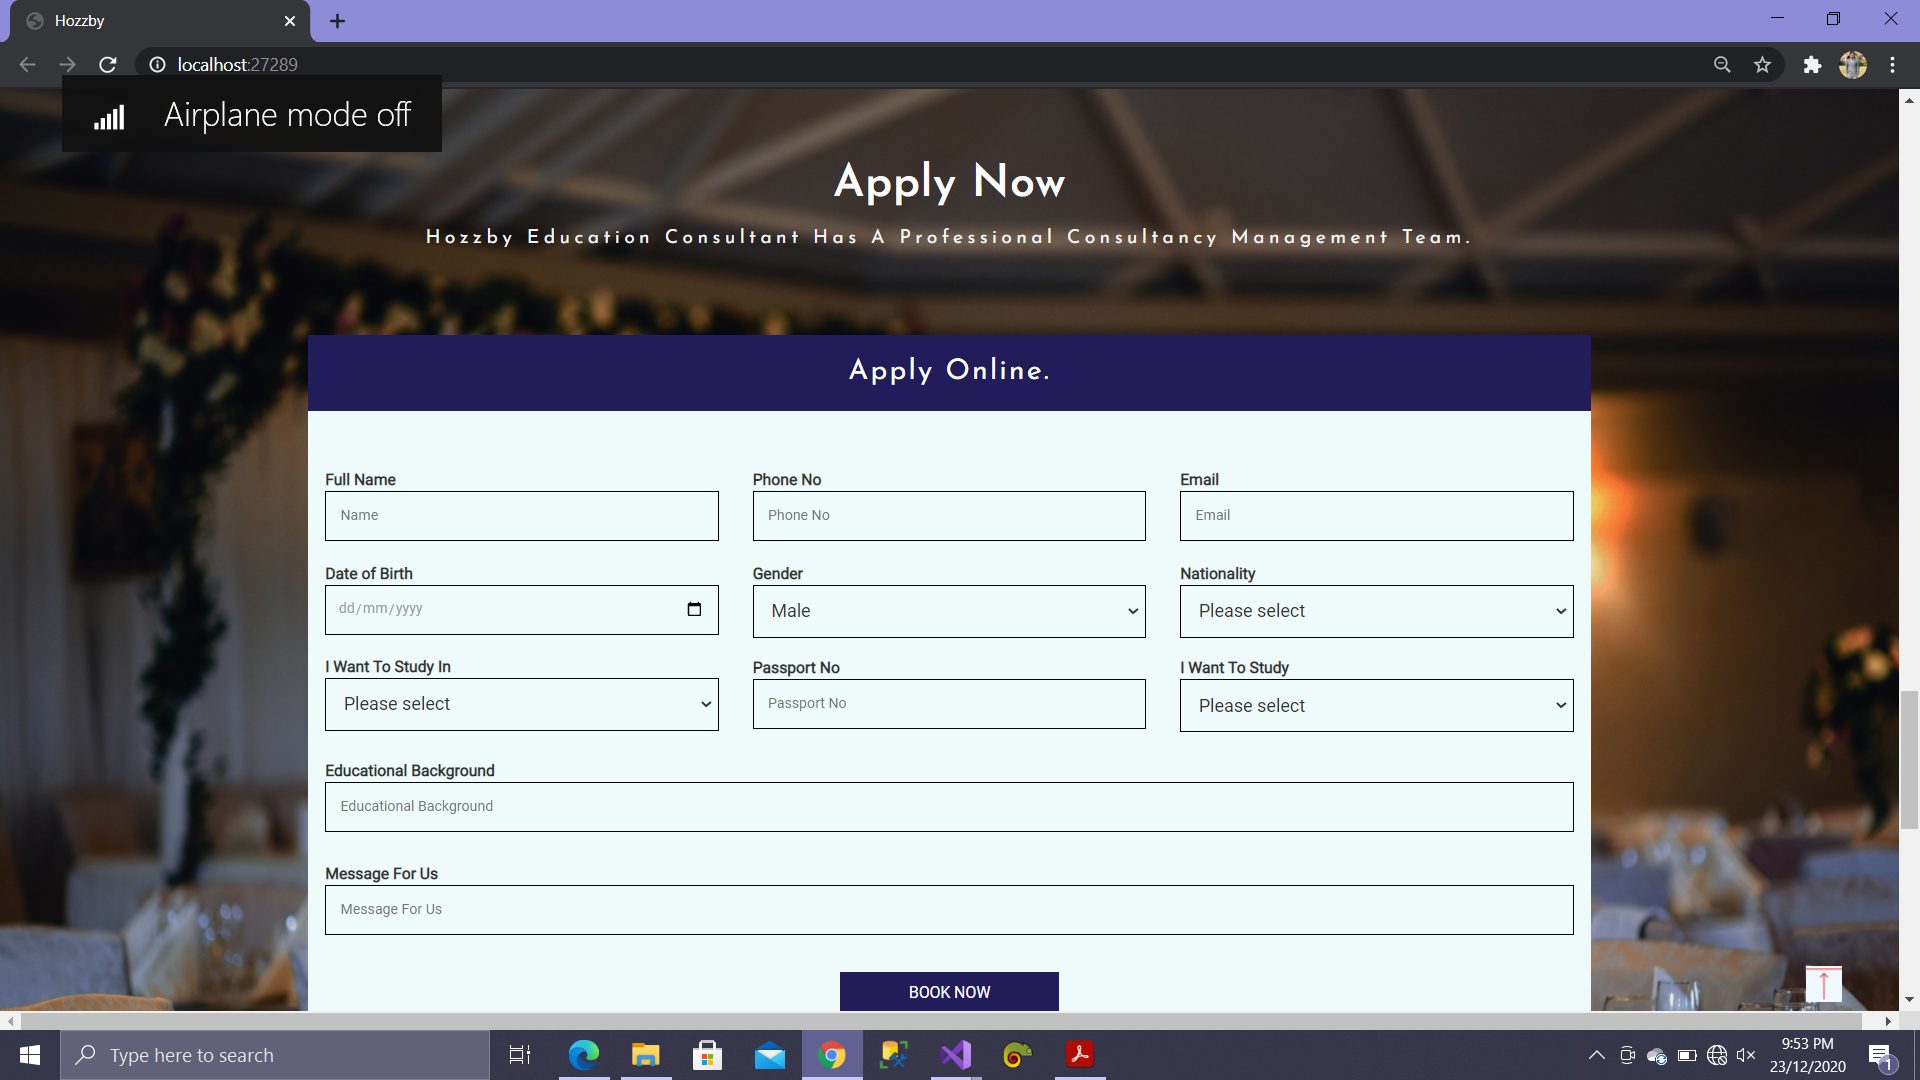 Hozzby
localhost:27289
Airplane mode off
Apply Now
Hozzby Education Consultant Has A Professional Consultancy Management Team.
Apply Online.
Full Name
Phone No
Email
Name
Phone No
Email
Date of Birth
Gender
Nationality
dd/mm/yyyy
Male
Please select
I Want To Study In
Passport No
I Want To Study
Please select
Passport No
Please select
Educational Background
Educational Background
Message For Us
Message For Us
BOOK NOW
Type here to search
9:53 PM
23/12/2020
1